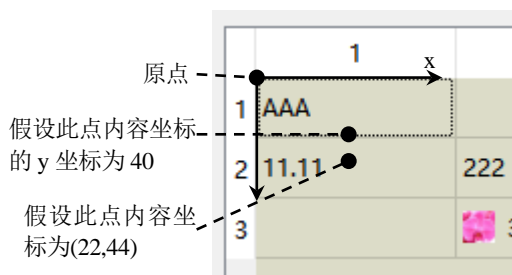 1
x
原点
1 AAA
假设此点内容坐标
的 y 坐标为 40
2 11.11 222
假设此点内容坐
标为(22,44)
3